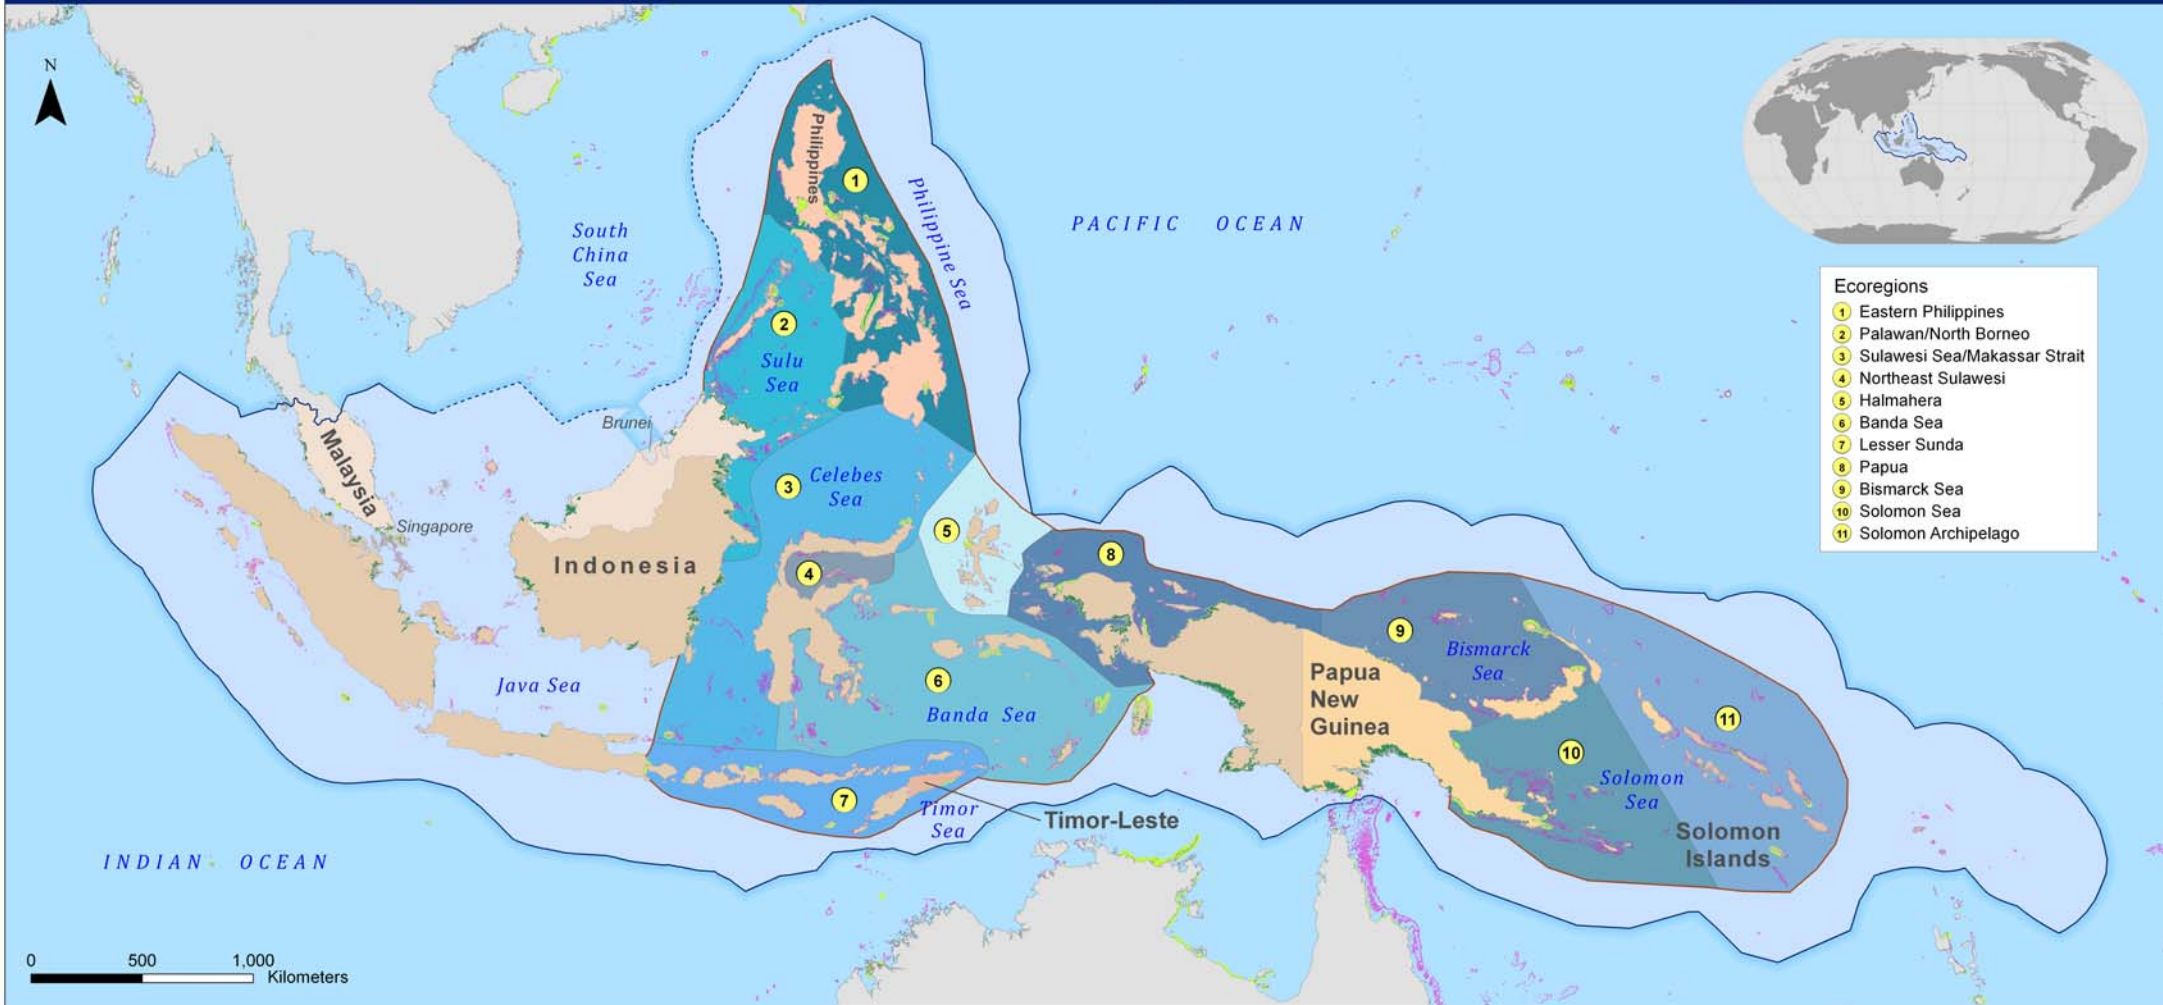 N
Philippines
1
Philippine Sea
PACIFIC OCEAN
South
China
Sea
2
Sulu
Sea
Brunei
Malaysia
Singapore
Celebes
Sea
3
5
8
4
Indonesia
Java Sea
6
Banda Sea
9
Bismarck
Sea
Papua
New
Guinea
11
10
Solomon
Sea
7
Timor
Sea
Timor-Leste
Solomon
Islands
INDIAN OCEAN
0 500 1,000
Kilometers
Ecoregions
1 Eastern Philippines
2 Palawan/North Borneo
3 Sulawesi Sea/Makassar Strait
4 Northeast Sulawesi
5 Halmahera
6 Banda Sea
7 Lesser Sunda
8 Papua
9 Bismarck Sea
10 Solomon Sea
11 Solomon Archipelago